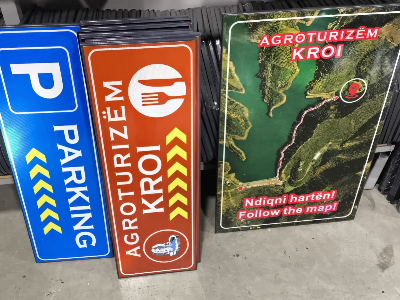 P
PARKING
AGROTURIZËM
KROI
AGROTURIZËM
KROI
Ndiqni hartën!
Follow the map!